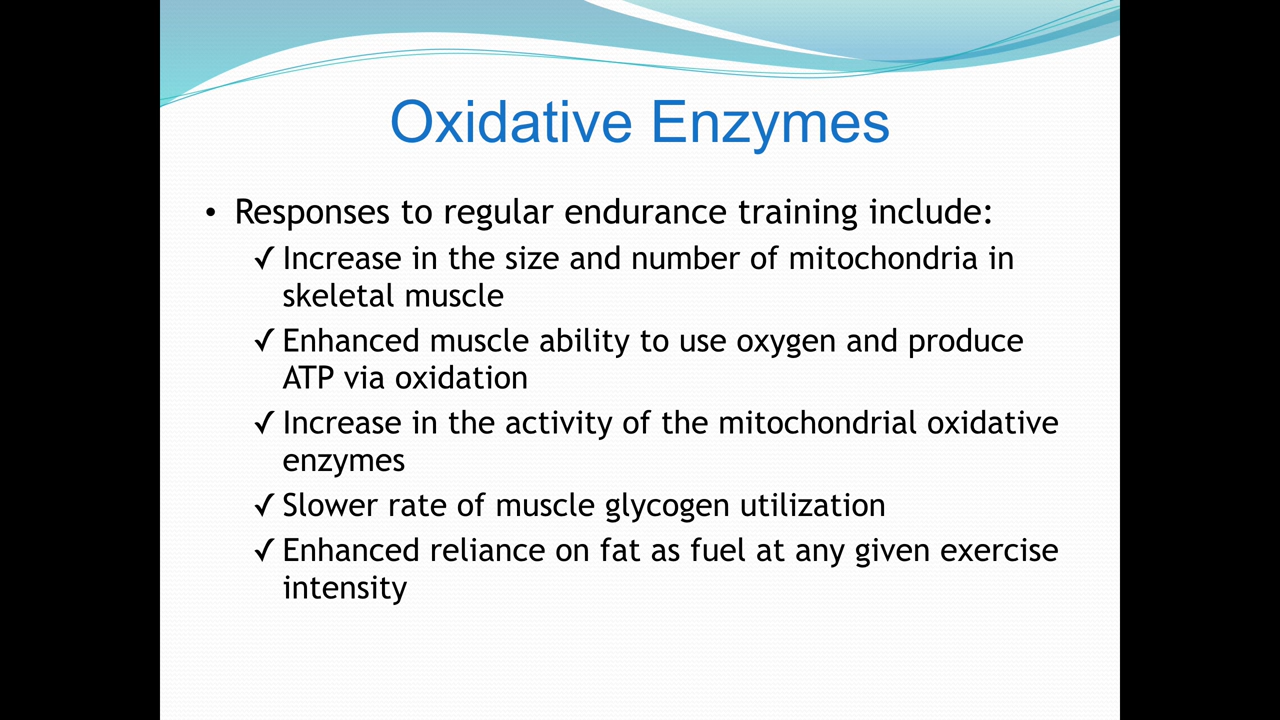 Oxidative Enzymes
• Responses to regular endurance training include:
✓ Increase in the size and number of mitochondria in
skeletal muscle
✓ Enhanced muscle ability to use oxygen and produce
ATP via oxidation
✓ Increase in the activity of the mitochondrial oxidative
enzymes
✓ Slower rate of muscle glycogen utilization
✓ Enhanced reliance on fat as fuel at any given exercise
intensity